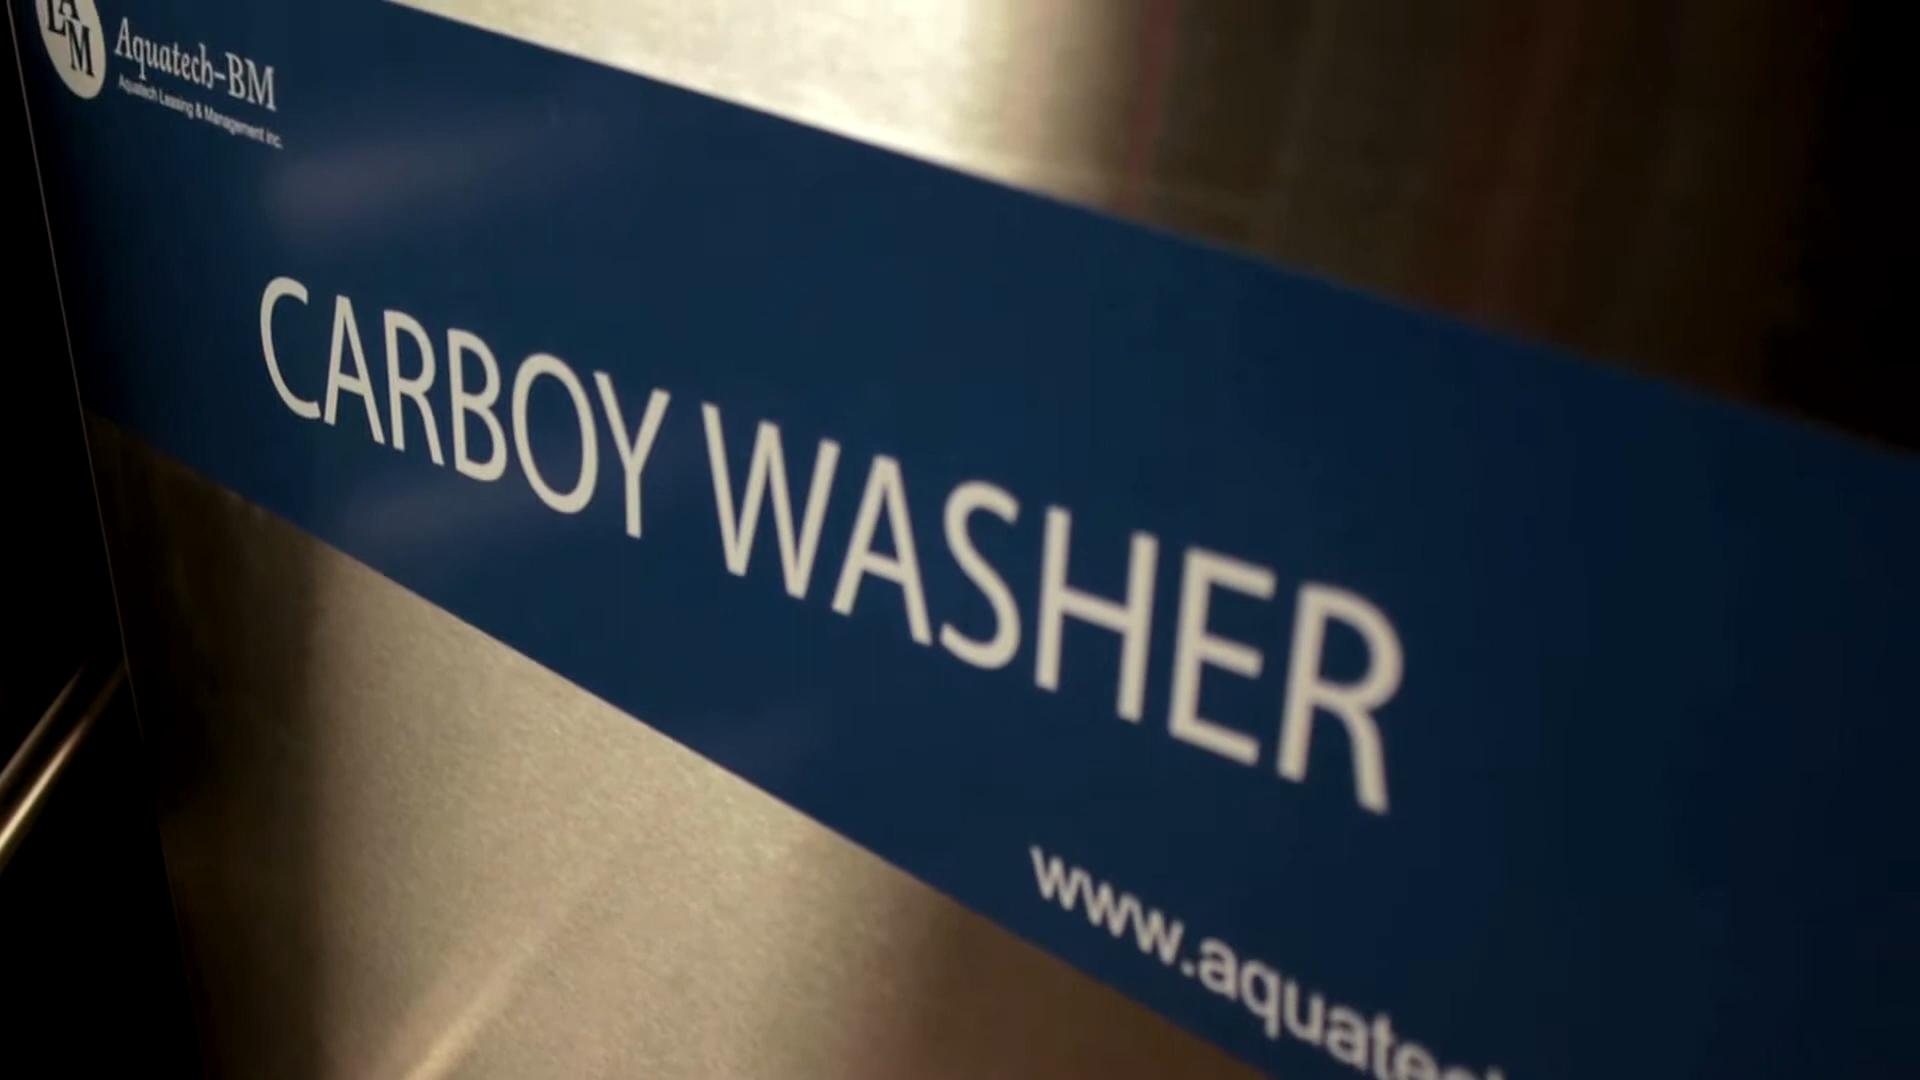 LAM
Aquatech-BM
Aquatech Leasing & Management Inc.
CARBOY WASHER
www.aquatec